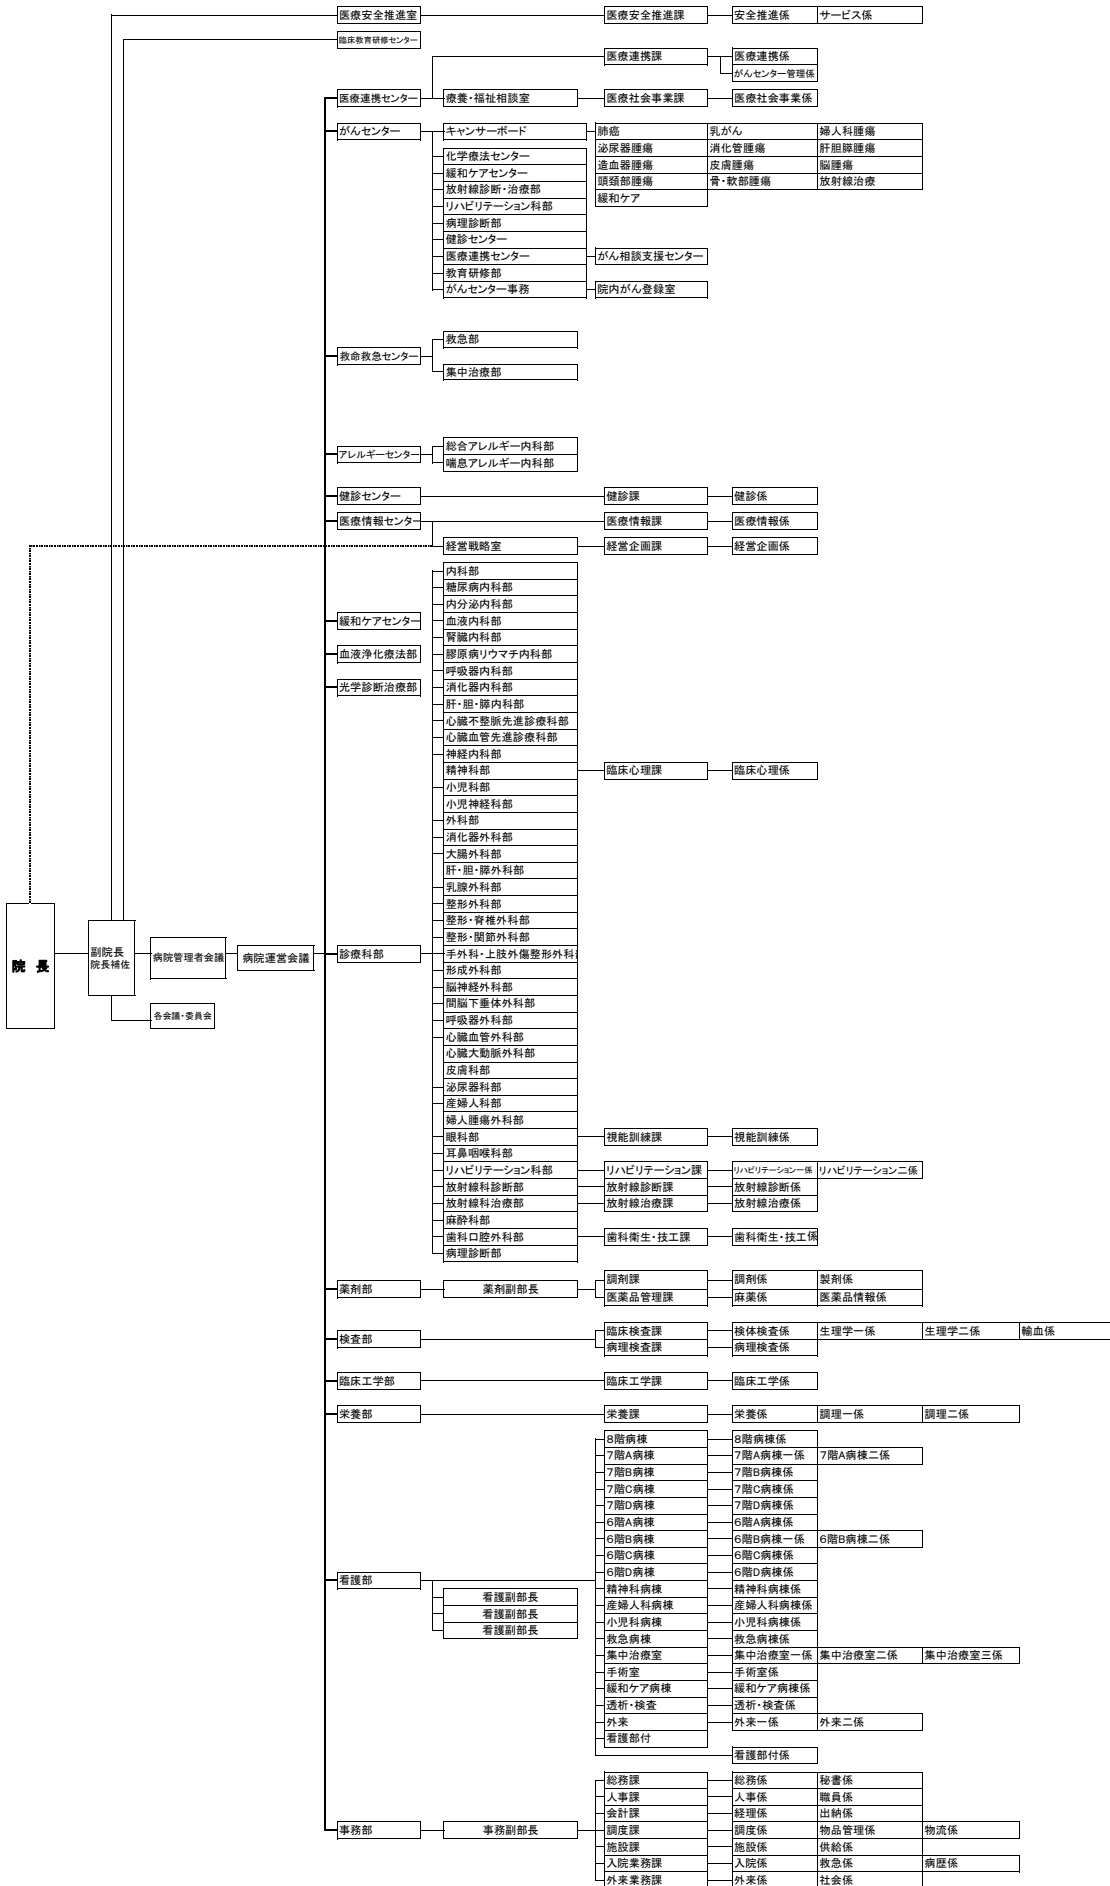 医療安全推進室 医療安全推進課 安全推進係 サービス係
臨床教育研修センター
医療連携課 医療連携係
がんセンター管理係
医療連携センター 療養・福祉相談室 医療社会事業課 医療社会事業係
がんセンター キャンサーボード 肺癌 乳がん 婦人科腫瘍
泌尿器腫瘍 消化管腫瘍 肝胆膵腫瘍
化学療法センター
造血器腫瘍 皮膚腫瘍 脳腫瘍
緩和ケアセンター
頭頚部腫瘍 骨・軟部腫瘍 放射線治療
放射線診断・治療部
緩和ケア
リハビリテーション科部
病理診断部
健診センター
医療連携センター がん相談支援センター
教育研修部
がんセンター事務 院内がん登録室
救急部
救命救急センター
集中治療部
総合アレルギー内科部
アレルギーセンター
喘息アレルギー内科部
健診センター 健診課 健診係
医療情報センター 医療情報課 医療情報係
経営戦略室 経営企画課 経営企画係
内科部
糖尿病内科部
内分泌内科部
緩和ケアセンター 血液内科部
腎臓内科部
血液浄化療法部 膠原病リウマチ内科部
呼吸器内科部
光学診断治療部 消化器内科部
肝・胆・膵内科部
心臓不整脈先進診療科部
心臓血管先進診療科部
神経内科部
精神科部 臨床心理課 臨床心理係
小児科部
小児神経科部
外科部
消化器外科部
大腸外科部
肝・胆・膵外科部
乳腺外科部
整形外科部
整形・脊椎外科部
整形・関節外科部
院 長 副院長
院長補佐 病院管理者会議 病院運営会議 診療科部 手外科・上肢外傷整形外科部
形成外科部
脳神経外科部
間脳下垂体外科部
各会議・委員会 呼吸器外科部
心臓血管外科部
心臓大動脈外科部
皮膚科部
泌尿器科部
産婦人科部
婦人腫瘍外科部
眼科部 視能訓練課 視能訓練係
耳鼻咽喉科部
リハビリテーション科部 リハビリテーション課 リハビリテーション一係 リハビリテーション二係
放射線科診断部 放射線診断課 放射線診断係
放射線科治療部 放射線治療課 放射線治療係
麻酔科部
歯科口腔外科部 歯科衛生・技工課 歯科衛生・技工係
病理診断部
調剤課 調剤係 製剤係
薬剤部 薬剤副部長
医薬品管理課 麻薬係 医薬品情報係
臨床検査課 検体検査係 生理学一係 生理学二係 輸血係
検査部
病理検査課 病理検査係
臨床工学部 臨床工学課 臨床工学係
栄養部 栄養課 栄養係 調理一係 調理二係
8階病棟 8階病棟係
7階A病棟 7階A病棟一係 7階A病棟二係
7階B病棟 7階B病棟係
7階C病棟 7階C病棟係
7階D病棟 7階D病棟係
6階A病棟 6階A病棟係
6階B病棟 6階B病棟一係 6階B病棟二係
6階C病棟 6階C病棟係
看護部 6階D病棟 6階D病棟係
看護副部長 精神科病棟 精神科病棟係
看護副部長 産婦人科病棟 産婦人科病棟係
看護副部長 小児科病棟 小児科病棟係
救急病棟 救急病棟係
集中治療室 集中治療室一係 集中治療室二係 集中治療室三係
手術室 手術室係
緩和ケア病棟 緩和ケア病棟係
透析・検査 透析・検査係
外来 外来一係 外来二係
看護部付
看護部付係
総務課 総務係 秘書係
人事課 人事係 職員係
会計課 経理係 出納係
事務部 事務副部長 調度課 調度係 物品管理係 物流係
施設課 施設係 供給係
入院業務課 入院係 救急係 病歴係
外来業務課 外来係 社会係